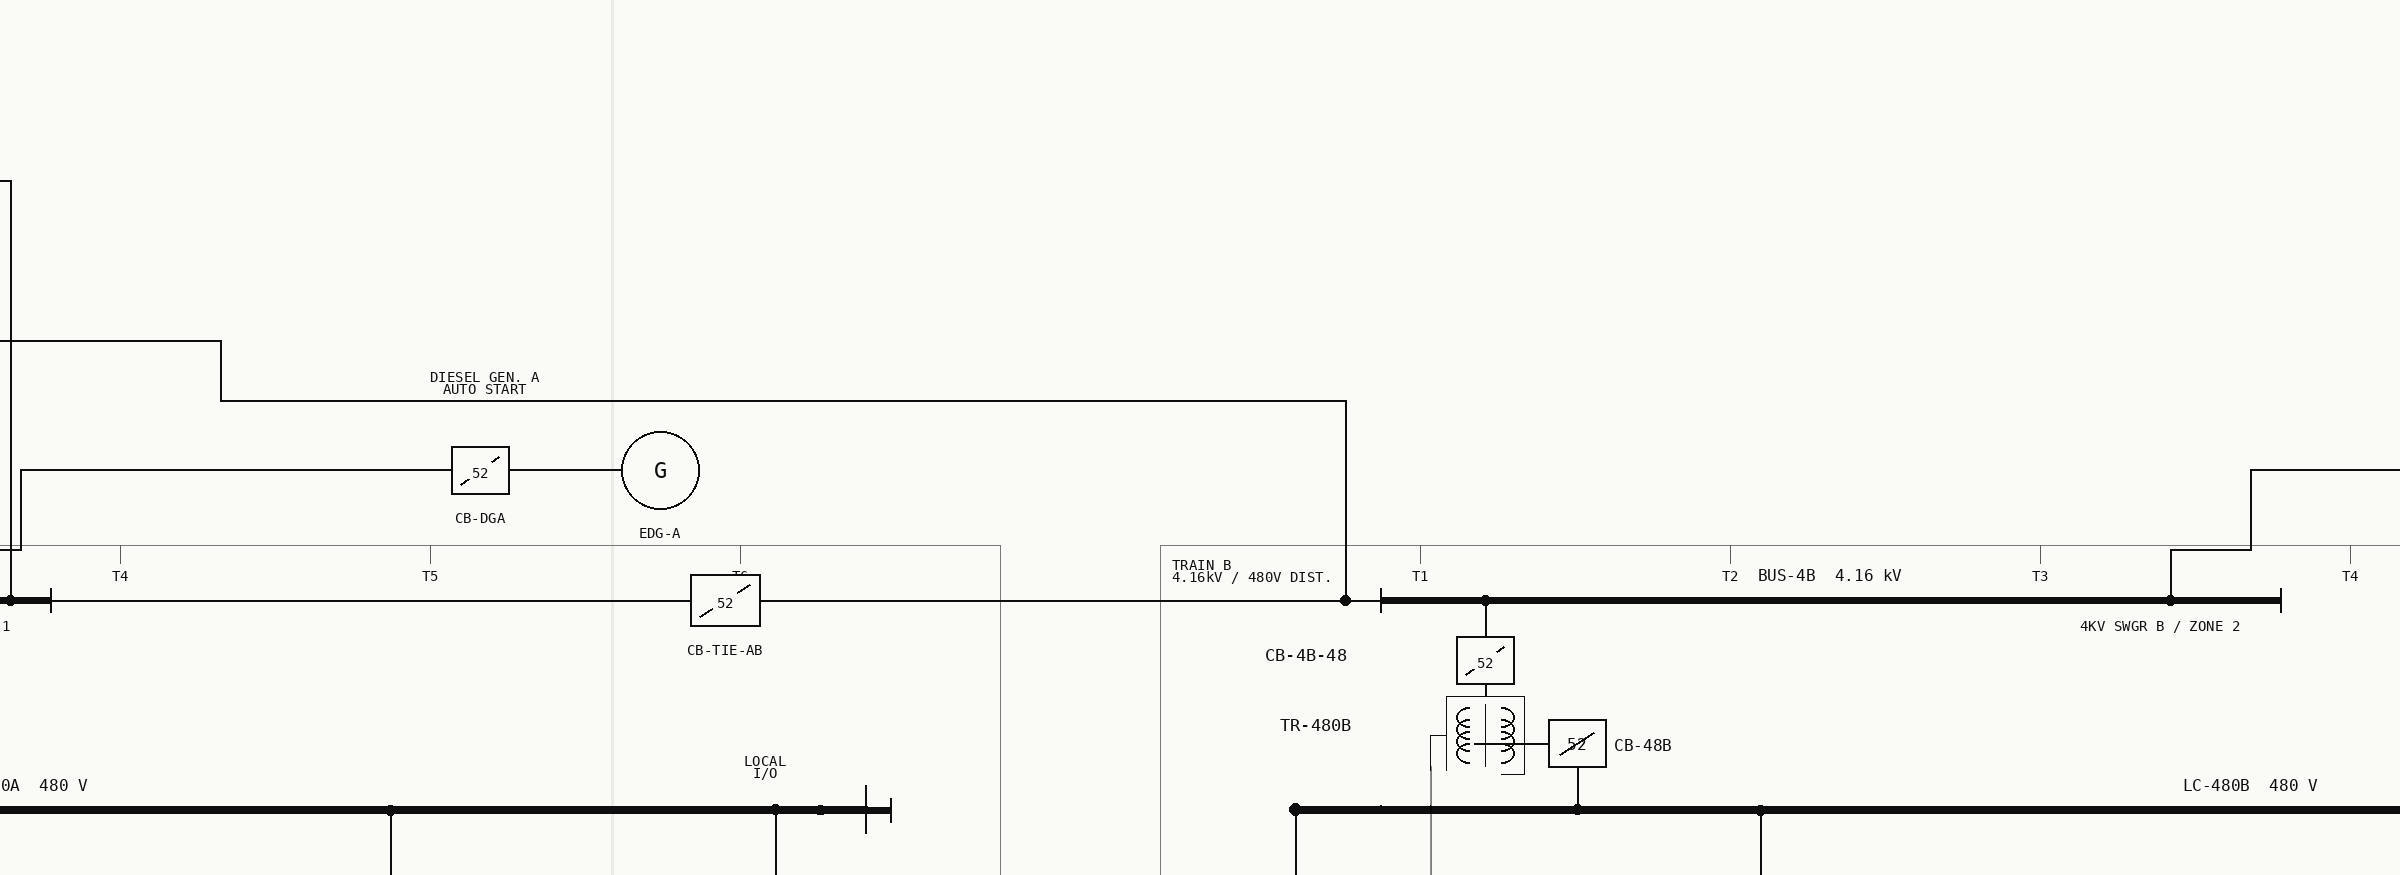 DIESEL GEN. A
AUTO START
52
G
CB-DGA
EDG-A
TRAIN B
4.16kV / 480V DIST.
T4
T5
T1
T2
BUS-4B 4.16 kV
T3
T4
52
1
CB-TIE-AB
4KV SWGR B / ZONE 2
CB-4B-48
52
TR-480B
52
CB-48B
LOCAL
I/O
0A 480 V
LC-480B 480 V